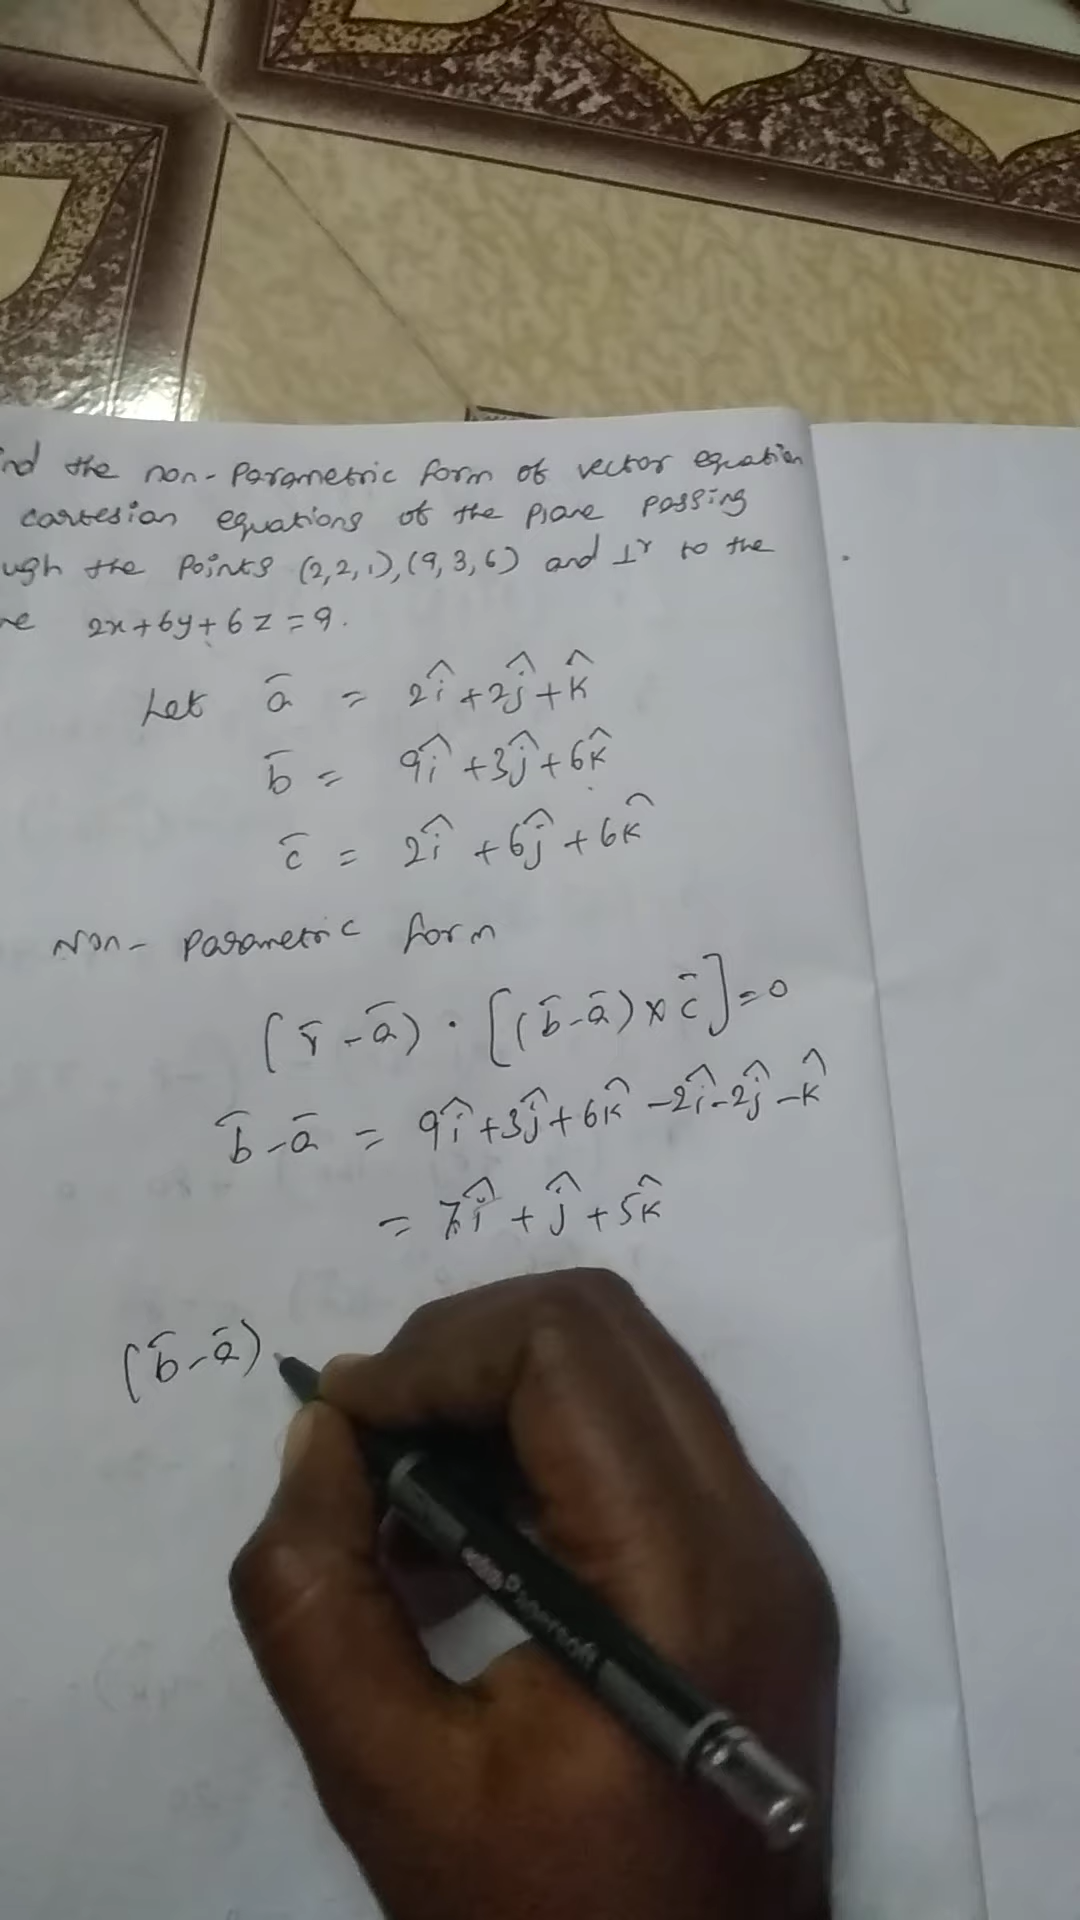 nd the non-parametric form of vector equation
cartesian equations of the plane passing
ugh the points (2,2,1), (9,3,6) and ⊥r to the
ne 2x+6y+6z=9.
Let a̅ = 2î+2ĵ+k̂
b̅ = 9î+3ĵ+6k̂
c̅ = 2î+6ĵ+6k̂
Non-parametric form
(r̅-a̅)·[(b̅-a̅)×c̅]=0
b̅-a̅ = 9î+3ĵ+6k̂-2î-2ĵ-k̂
= 7î+ĵ+5k̂
(b̅-a̅)
Papersoft